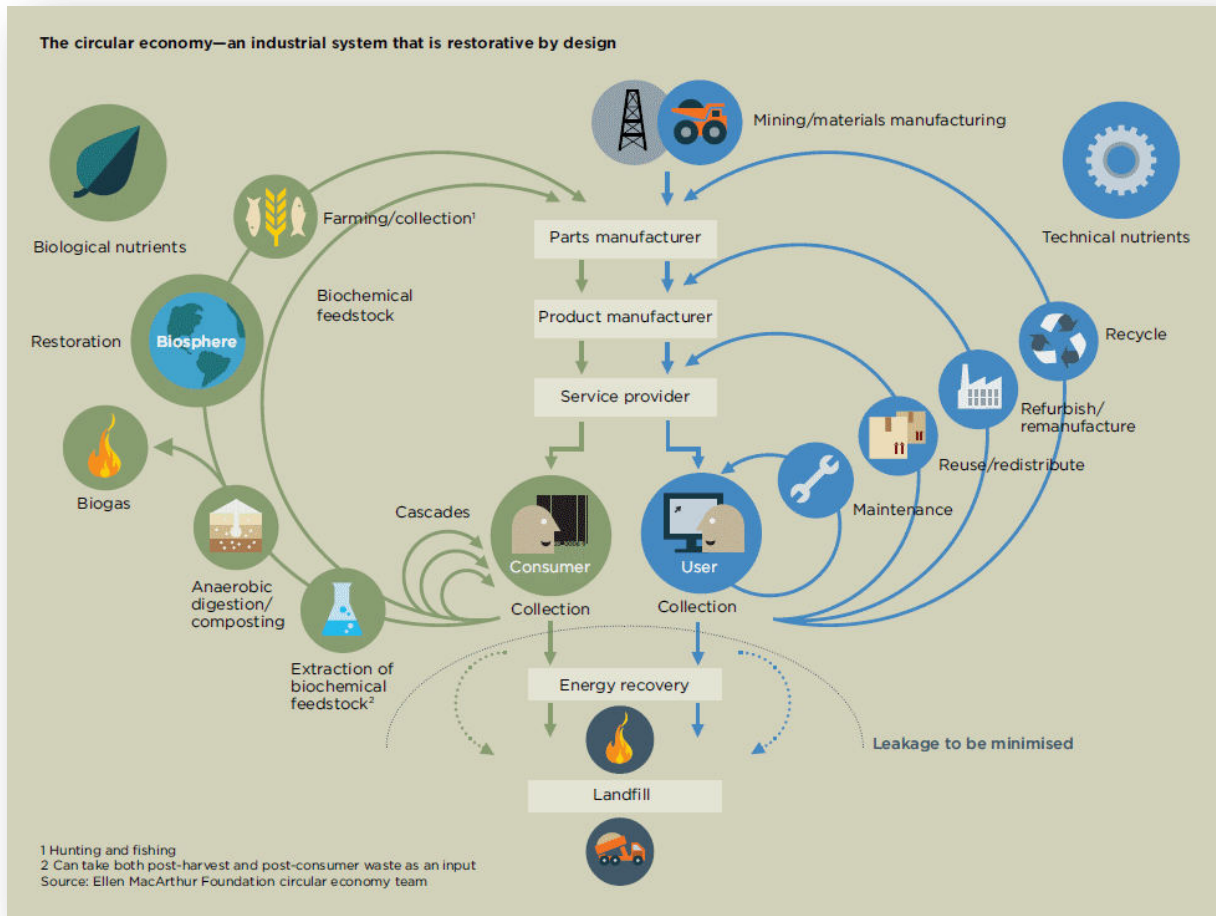 The circular economy—an industrial system that is restorative by design
Mining/materials manufacturing
Biological nutrients
Farming/collection¹
Parts manufacturer
Technical nutrients
Biochemical
feedstock
Product manufacturer
Restoration
Biosphere
Recycle
Service provider
Refurbish/
remanufacture
Reuse/redistribute
Biogas
Cascades
Maintenance
Consumer
User
Anaerobic
digestion/
composting
Collection
Collection
Extraction of
biochemical
feedstock²
Energy recovery
Leakage to be minimised
Landfill
1 Hunting and fishing
2 Can take both post-harvest and post-consumer waste as an input
Source: Ellen MacArthur Foundation circular economy team